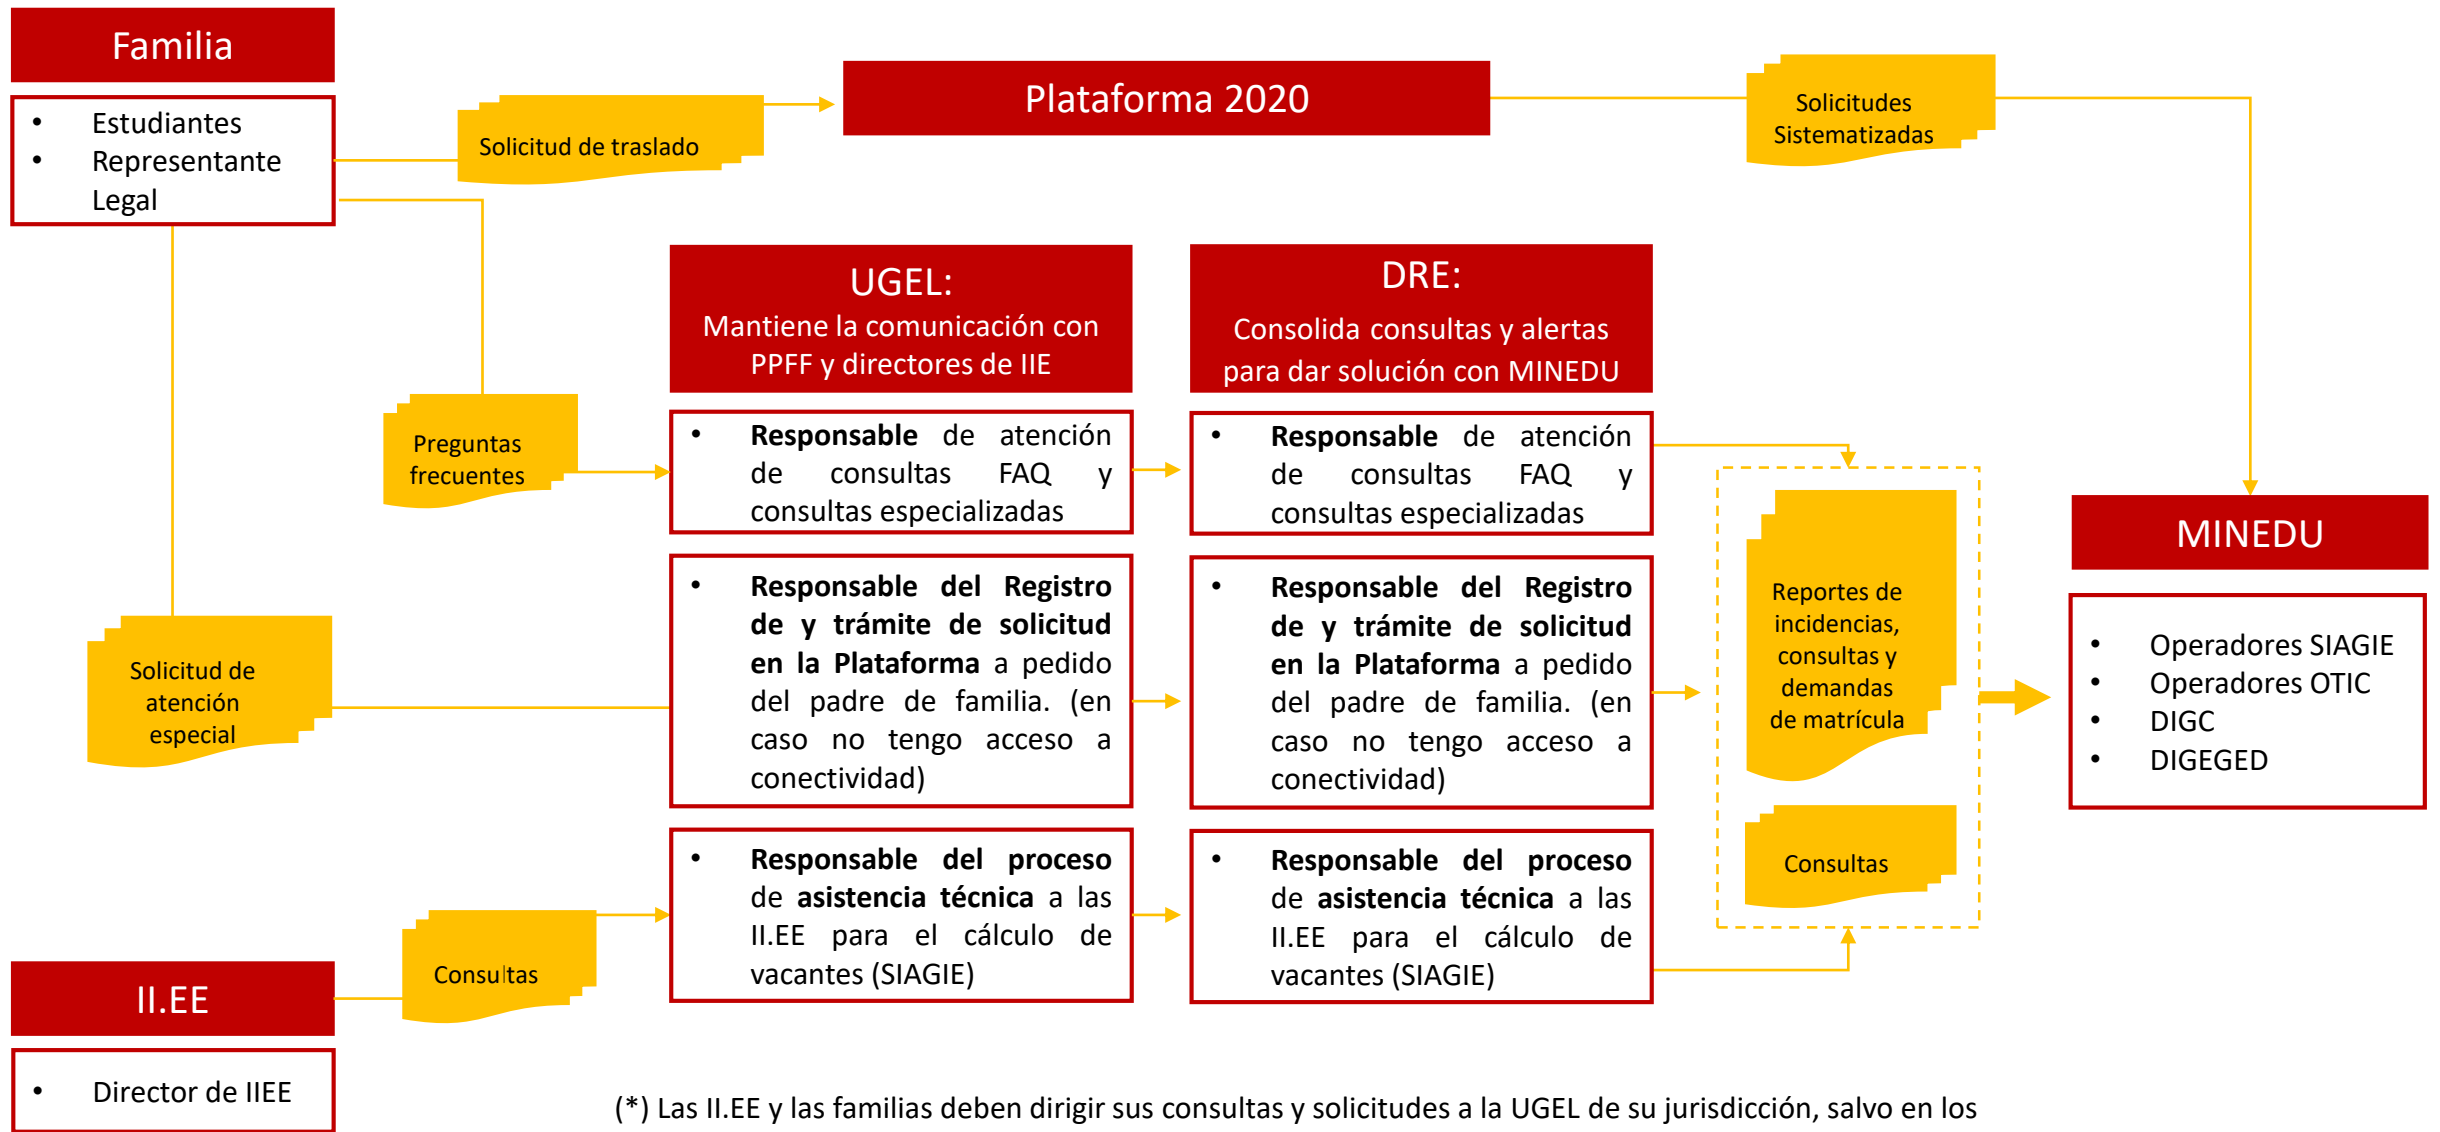 Familia
• Estudiantes
• Representante
Legal
Solicitud de traslado
Plataforma 2020
Solicitudes
Sistematizadas
UGEL:
Mantiene la comunicación con
PPFF y directores de IIE
DRE:
Consolida consultas y alertas
para dar solución con MINEDU
Preguntas
frecuentes
• Responsable de atención
de consultas FAQ y
consultas especializadas
• Responsable de atención
de consultas FAQ y
consultas especializadas
Solicitud de
atención
especial
• Responsable del Registro
de y trámite de solicitud
en la Plataforma a pedido
del padre de familia. (en
caso no tengo acceso a
conectividad)
• Responsable del Registro
de y trámite de solicitud
en la Plataforma a pedido
del padre de familia. (en
caso no tengo acceso a
conectividad)
Reportes de
incidencias,
consultas y
demandas
de matrícula
Consultas
MINEDU
• Operadores SIAGIE
• Operadores OTIC
• DIGC
• DIGEGED
II.EE
• Director de IIEE
Consultas
• Responsable del proceso
de asistencia técnica a las
II.EE para el cálculo de
vacantes (SIAGIE)
• Responsable del proceso
de asistencia técnica a las
II.EE para el cálculo de
vacantes (SIAGIE)
(*) Las II.EE y las familias deben dirigir sus consultas y solicitudes a la UGEL de su jurisdicción, salvo en los